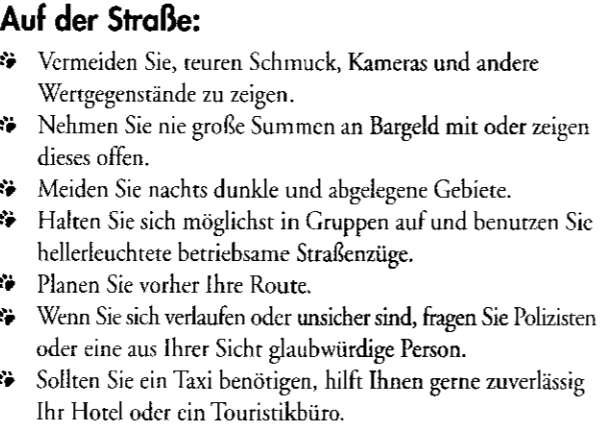 Auf der Straße:
Vermeiden Sie, teuren Schmuck, Kameras und andere
Wertgegenstände zu zeigen.
Nehmen Sie nie große Summen an Bargeld mit oder zeigen
dieses offen.
Meiden Sie nachts dunkle und abgelegene Gebiete.
Halten Sie sich möglichst in Gruppen auf und benutzen Sie
hellerleuchtete betriebsame Straßenzüge.
Planen Sie vorher Ihre Route.
Wenn Sie sich verlaufen oder unsicher sind, fragen Sie Polizisten
oder eine aus Ihrer Sicht glaubwürdige Person.
Sollten Sie ein Taxi benötigen, hilft Ihnen gerne zuverlässig
Ihr Hotel oder ein Touristikbüro.